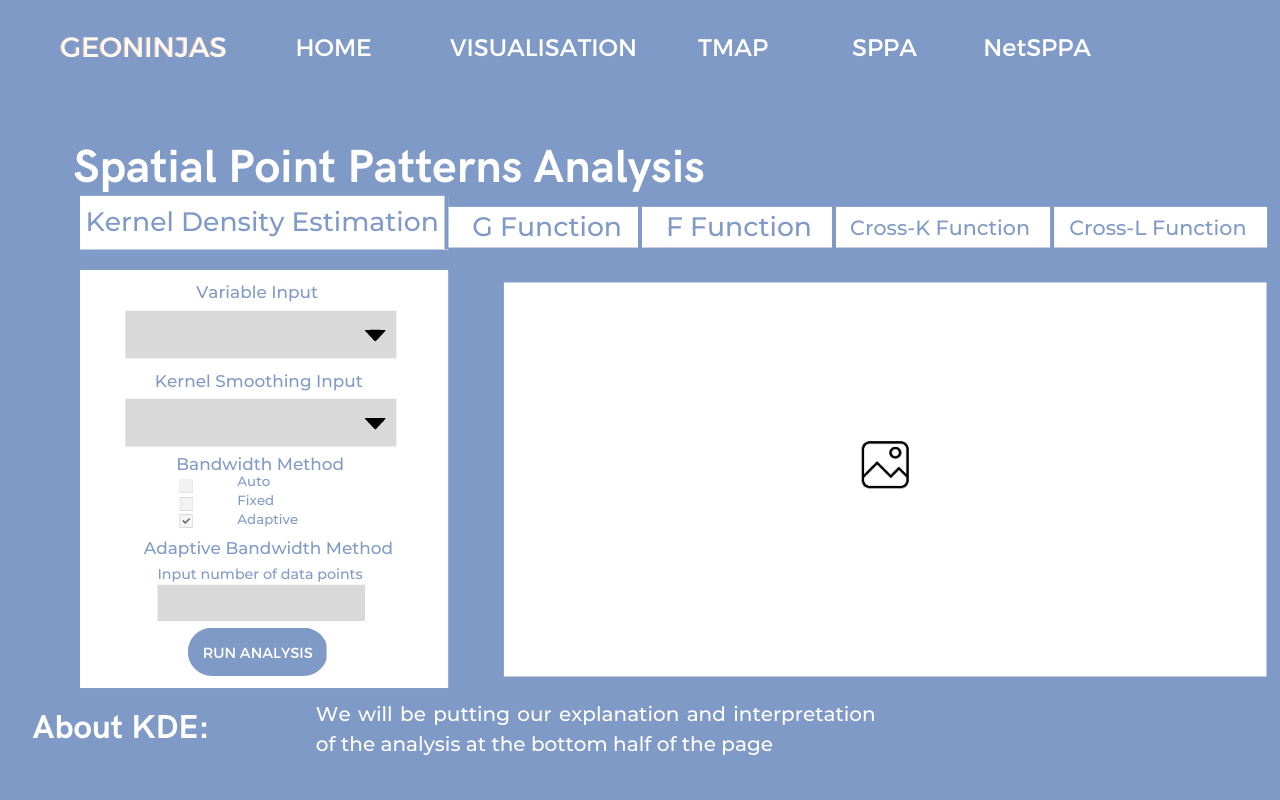 GEONINJAS HOME VISUALISATION TMAP SPPA NetSPPA
Spatial Point Patterns Analysis
Kernel Density Estimation G Function F Function Cross-K Function Cross-L Function
Variable Input
Kernel Smoothing Input
Bandwidth Method
Auto
Fixed
Adaptive
Adaptive Bandwidth Method
Input number of data points
RUN ANALYSIS
About KDE:
We will be putting our explanation and interpretation
of the analysis at the bottom half of the page